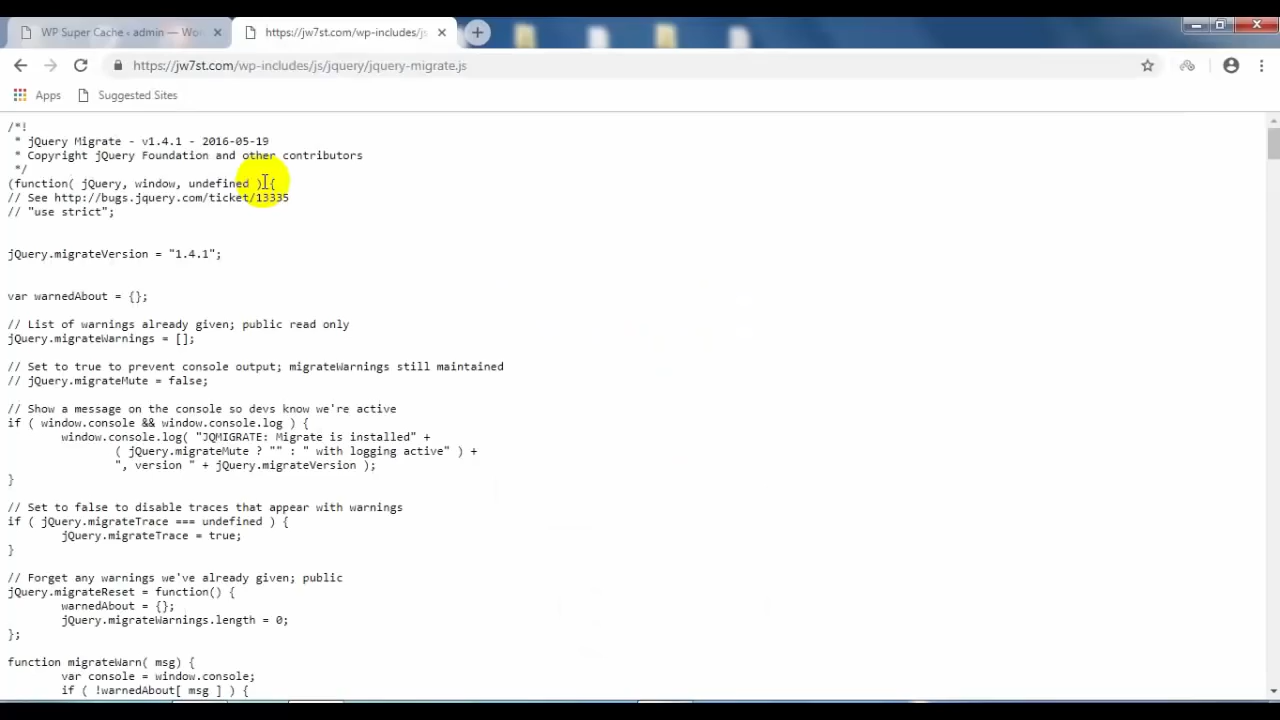 WP Super Cache ‹ admin — Wo
https://jw7st.com/wp-includes/js
https://jw7st.com/wp-includes/js/jquery/jquery-migrate.js
Apps
Suggested Sites
/*!
 * jQuery Migrate - v1.4.1 - 2016-05-19
 * Copyright jQuery Foundation and other contributors
 */
(function( jQuery, window, undefined ) {
// See http://bugs.jquery.com/ticket/13335
// "use strict";
jQuery.migrateVersion = "1.4.1";
var warnedAbout = {};
// List of warnings already given; public read only
jQuery.migrateWarnings = [];
// Set to true to prevent console output; migrateWarnings still maintained
// jQuery.migrateMute = false;
// Show a message on the console so devs know we're active
if ( window.console && window.console.log ) {
window.console.log( "JQMIGRATE: Migrate is installed" +
( jQuery.migrateMute ? "" : " with logging active" ) +
", version " + jQuery.migrateVersion );
}
// Set to false to disable traces that appear with warnings
if ( jQuery.migrateTrace === undefined ) {
jQuery.migrateTrace = true;
}
// Forget any warnings we've already given; public
jQuery.migrateReset = function() {
warnedAbout = {};
jQuery.migrateWarnings.length = 0;
};
function migrateWarn( msg) {
var console = window.console;
if ( !warnedAbout[ msg ] ) {